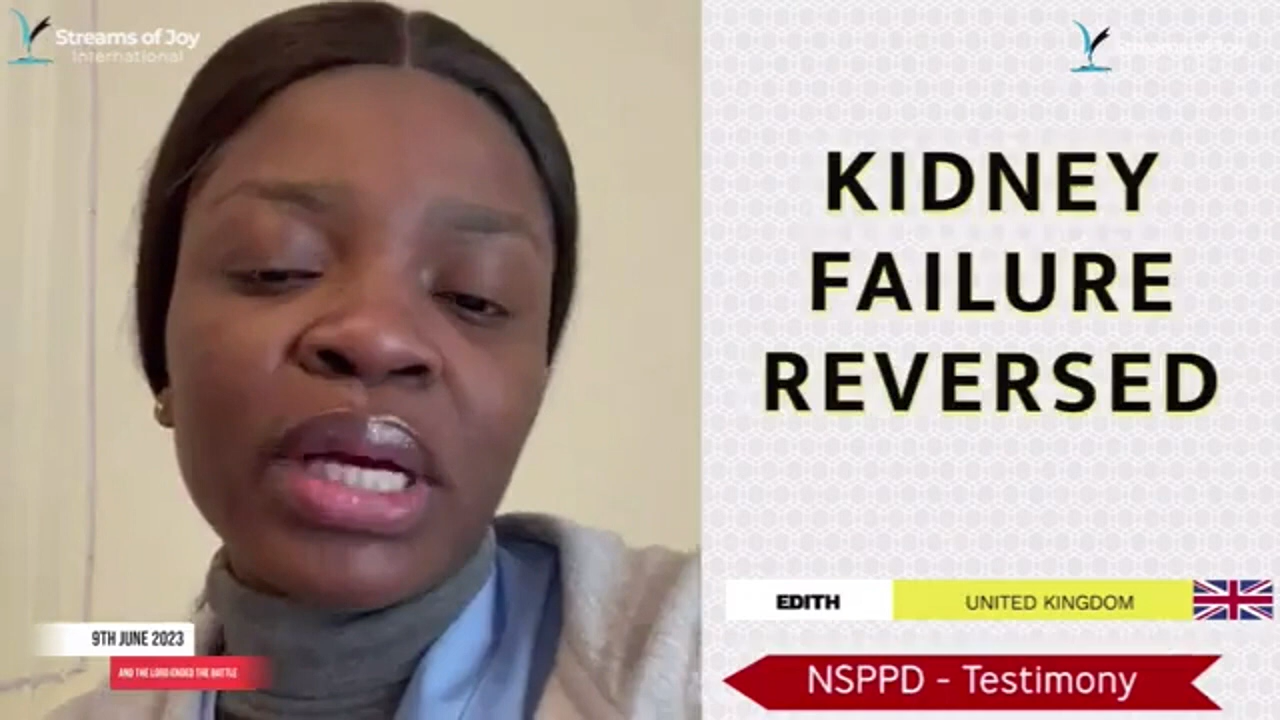 Streams of Joy
International
Streams of Joy
KIDNEY
FAILURE
REVERSED
EDITH
UNITED KINGDOM
NSPPD - Testimony
9TH JUNE 2023
AND THE LORD ENDED THE BATTLE